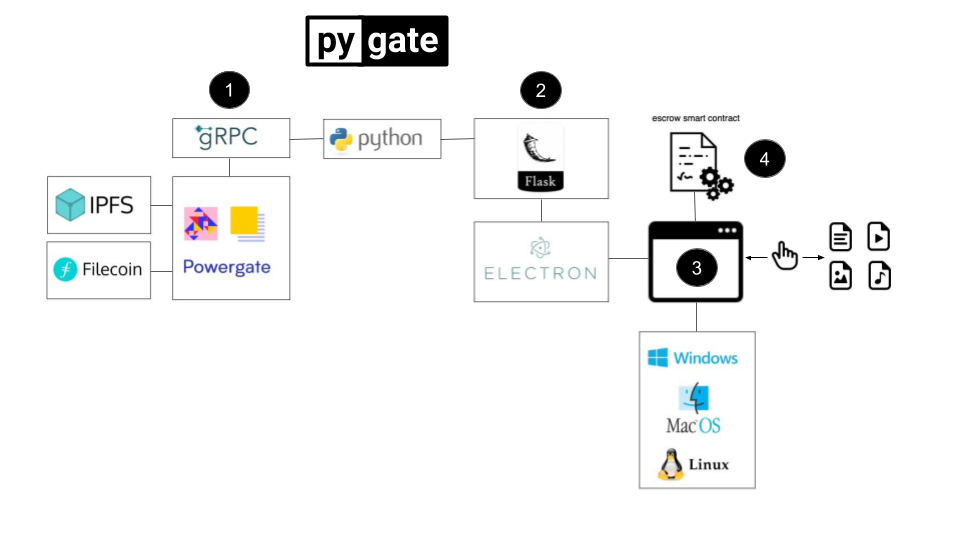 py gate
1
2
escrow smart contract
4
gRPC
python
Flask
IPFS
Filecoin
Powergate
ELECTRON
3
Windows
Mac OS
Linux